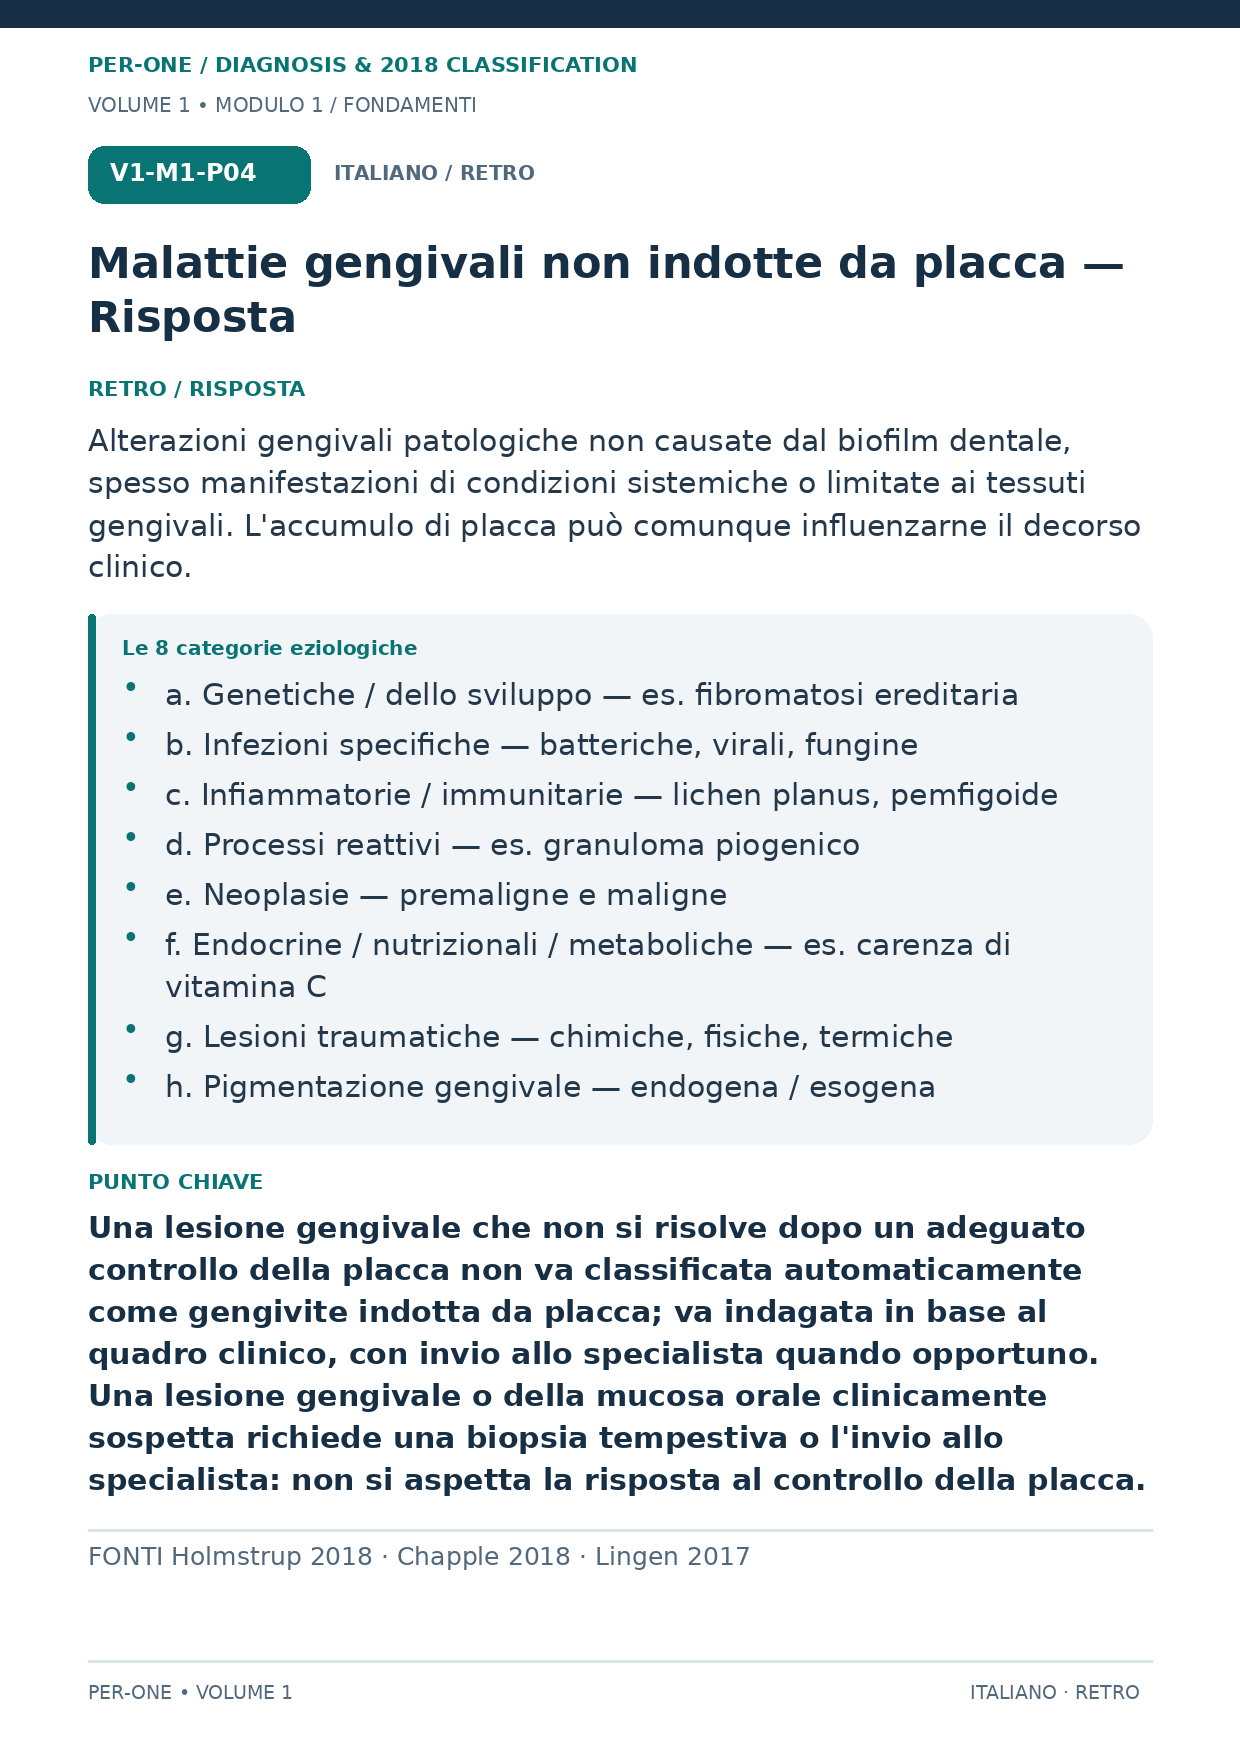 PER-ONE / DIAGNOSIS & 2018 CLASSIFICATION
VOLUME 1 • MODULO 1 / FONDAMENTI
V1-M1-P04
ITALIANO / RETRO
Malattie gengivali non indotte da placca —
Risposta
RETRO / RISPOSTA
Alterazioni gengivali patologiche non causate dal biofilm dentale,
spesso manifestazioni di condizioni sistemiche o limitate ai tessuti
gengivali. L'accumulo di placca può comunque influenzarne il decorso
clinico.
Le 8 categorie eziologiche
• a. Genetiche / dello sviluppo — es. fibromatosi ereditaria
• b. Infezioni specifiche — batteriche, virali, fungine
• c. Infiammatorie / immunitarie — lichen planus, pemfigoide
• d. Processi reattivi — es. granuloma piogenico
• e. Neoplasie — premaligne e maligne
• f. Endocrine / nutrizionali / metaboliche — es. carenza di
vitamina C
• g. Lesioni traumatiche — chimiche, fisiche, termiche
• h. Pigmentazione gengivale — endogena / esogena
PUNTO CHIAVE
Una lesione gengivale che non si risolve dopo un adeguato
controllo della placca non va classificata automaticamente
come gengivite indotta da placca; va indagata in base al
quadro clinico, con invio allo specialista quando opportuno.
Una lesione gengivale o della mucosa orale clinicamente
sospetta richiede una biopsia tempestiva o l'invio allo
specialista: non si aspetta la risposta al controllo della placca.
FONTI Holmstrup 2018 · Chapple 2018 · Lingen 2017
PER-ONE • VOLUME 1
ITALIANO · RETRO